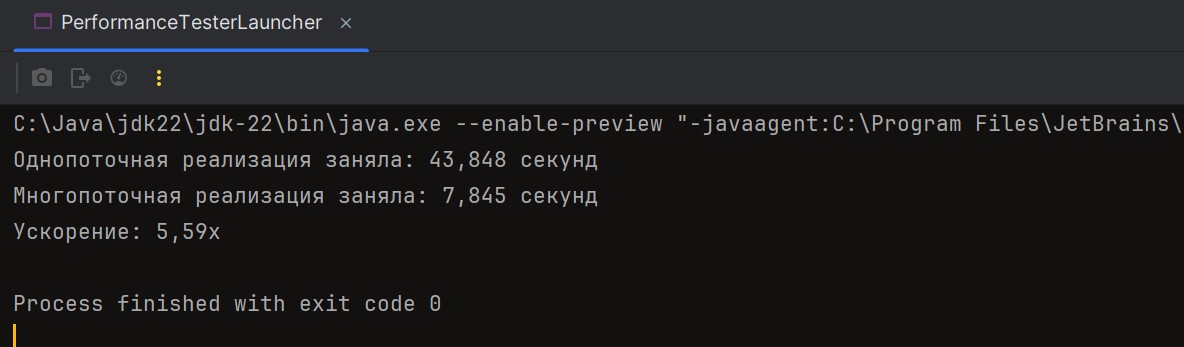 PerformanceTesterLauncher
C:\Java\jdk22\jdk-22\bin\java.exe --enable-preview "-javaagent:C:\Program Files\JetBrains\
Однопоточная реализация заняла: 43,848 секунд
Многопоточная реализация заняла: 7,845 секунд
Ускорение: 5,59x
Process finished with exit code 0